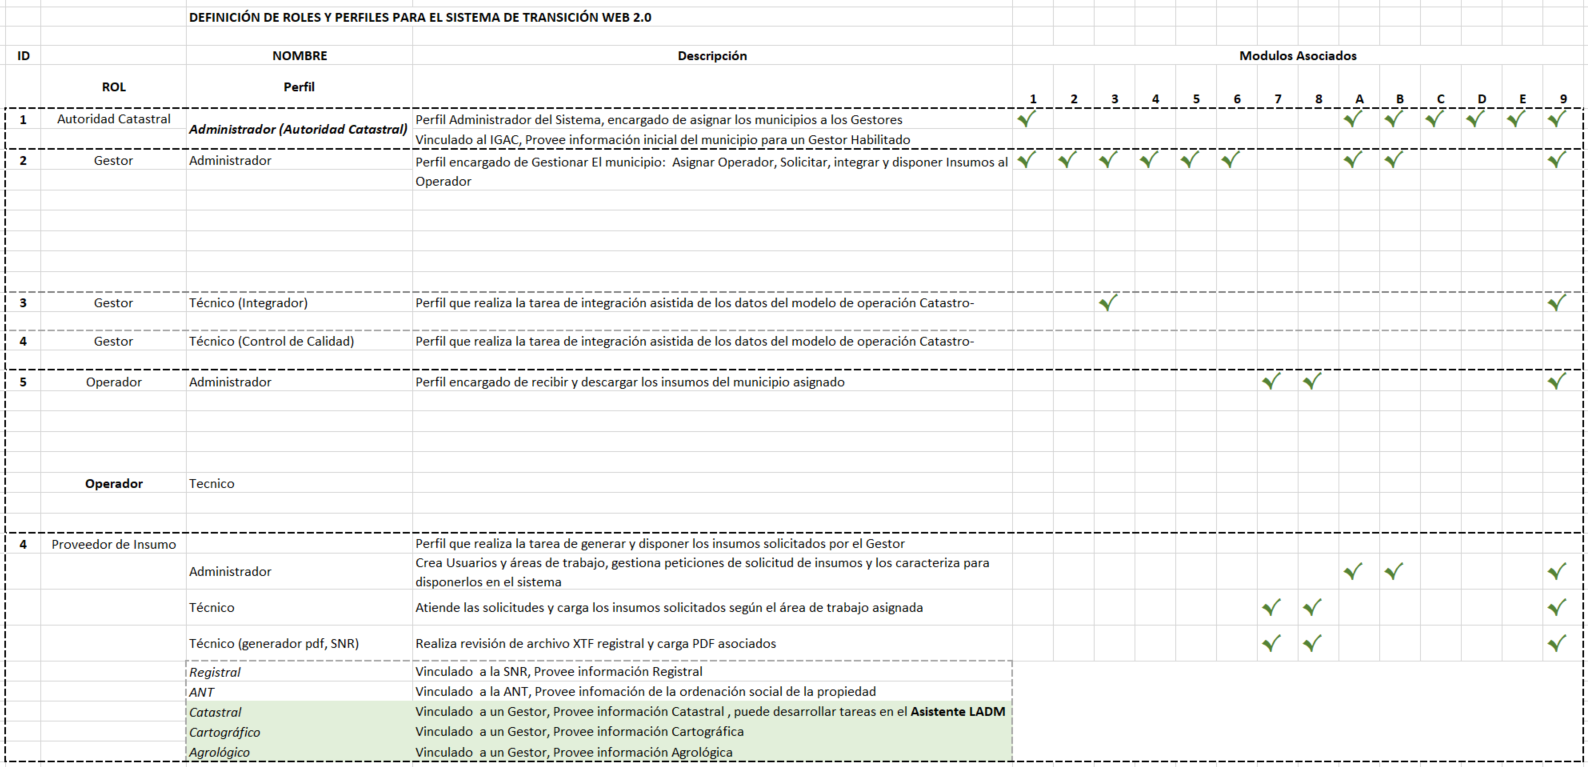 DEFINICIÓN DE ROLES Y PERFILES PARA EL SISTEMA DE TRANSICIÓN WEB 2.0
ID NOMBRE Descripción Modulos Asociados
ROL Perfil
1 2 3 4 5 6 7 8 A B C D E 9
1 Autoridad Catastral Administrador (Autoridad Catastral) Perfil Administrador del Sistema, encargado de asignar los municipios a los Gestores
Vinculado al IGAC, Provee información inicial del municipio para un Gestor Habilitado
2 Gestor Administrador Perfil encargado de Gestionar El municipio: Asignar Operador, Solicitar, integrar y disponer Insumos al
Operador
3 Gestor Técnico (Integrador) Perfil que realiza la tarea de integración asistida de los datos del modelo de operación Catastro-
4 Gestor Técnico (Control de Calidad) Perfil que realiza la tarea de integración asistida de los datos del modelo de operación Catastro-
5 Operador Administrador Perfil encargado de recibir y descargar los insumos del municipio asignado
Operador Tecnico
4 Proveedor de Insumo Perfil que realiza la tarea de generar y disponer los insumos solicitados por el Gestor
Administrador Crea Usuarios y áreas de trabajo, gestiona peticiones de solicitud de insumos y los caracteriza para
disponerlos en el sistema
Técnico Atiende las solicitudes y carga los insumos solicitados según el área de trabajo asignada
Técnico (generador pdf, SNR) Realiza revisión de archivo XTF registral y carga PDF asociados
Registral Vinculado a la SNR, Provee información Registral
ANT Vinculado a la ANT, Provee infomación de la ordenación social de la propiedad
Catastral Vinculado a un Gestor, Provee información Catastral , puede desarrollar tareas en el Asistente LADM
Cartográfico Vinculado a un Gestor, Provee información Cartográfica
Agrológico Vinculado a un Gestor, Provee información Agrológica